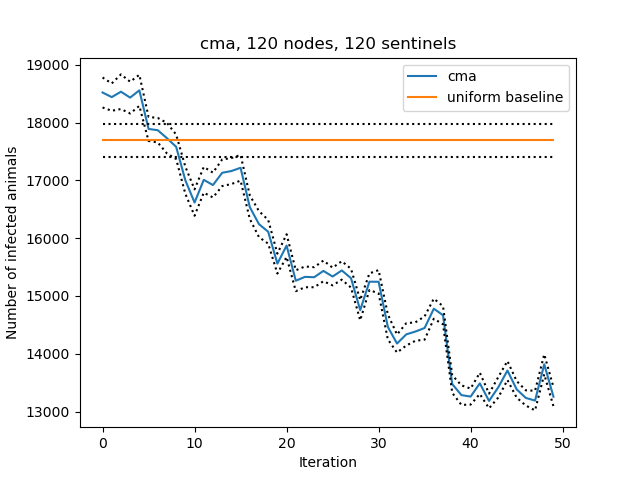 cma, 120 nodes, 120 sentinels
cma
uniform baseline
Number of infected animals
19000
18000
17000
16000
15000
14000
13000
0 10 20 30 40 50
Iteration